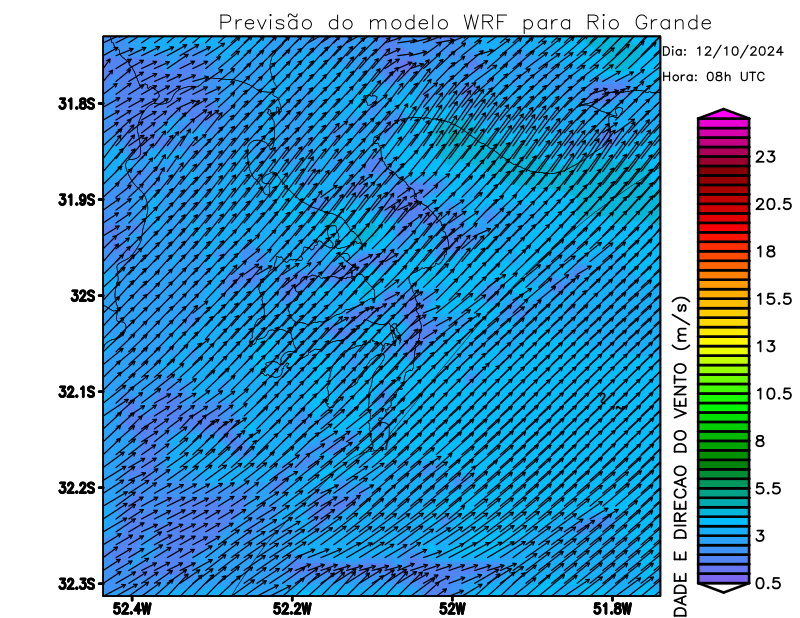 Previsão do modelo WRF para Rio Grande
Dia: 12/10/2024
Hora: 08h UTC
31.8S
31.9S
32S
32.1S
32.2S
32.3S
52.4W
52.2W
52W
51.8W
DADE E DIRECAO DO VENTO (m/s)
23
20.5
18
15.5
13
10.5
8
5.5
3
0.5